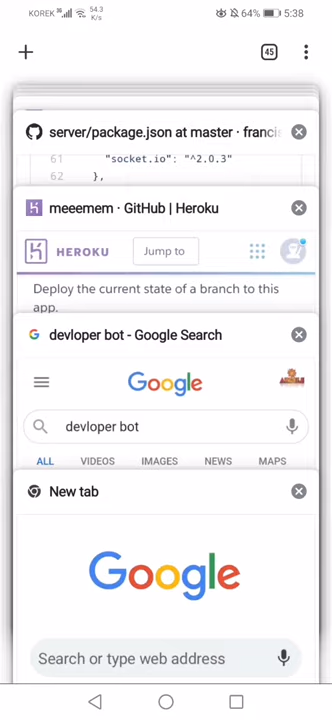 KOREK 3G 54.3 K/s 64% 5:38
45
server/package.json at master · franci
61 "socket.io": "^2.0.3"
62 },
meeemem · GitHub | Heroku
HEROKU Jump to
Deploy the current state of a branch to this
app.
devloper bot - Google Search
Google
devloper bot
ALL VIDEOS IMAGES NEWS MAPS
New tab
Google
Search or type web address